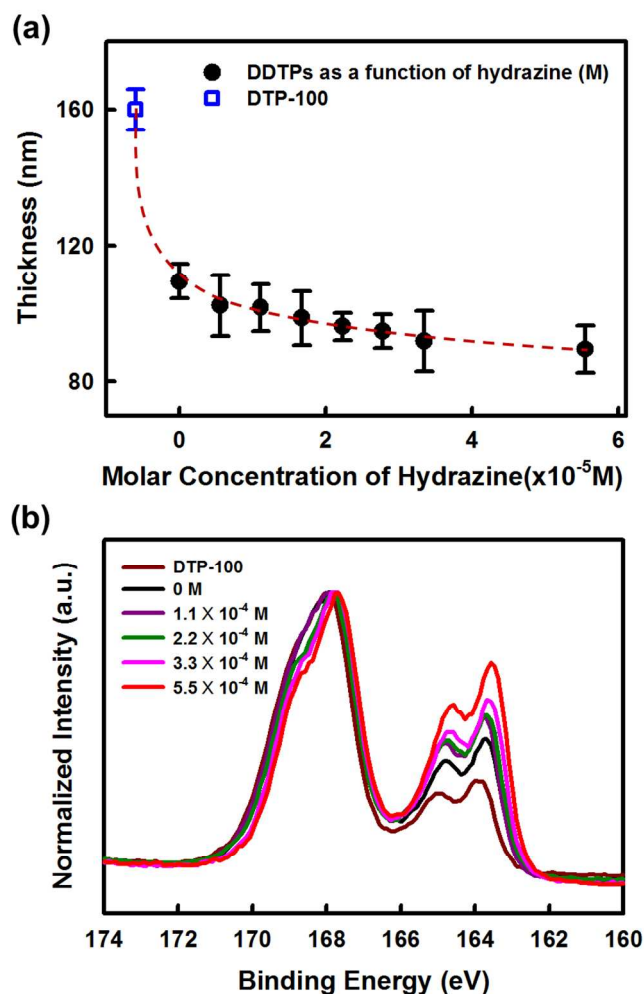 (a)
DDTPs as a function of hydrazine (M)
DTP-100
160
120
80
Thickness (nm)
0 2 4 6
Molar Concentration of Hydrazine(x10⁻⁵M)
(b)
DTP-100
0 M
1.1 X 10⁻⁴ M
2.2 X 10⁻⁴ M
3.3 X 10⁻⁴ M
5.5 X 10⁻⁴ M
Normalized Intensity (a.u.)
174 172 170 168 166 164 162 160
Binding Energy (eV)